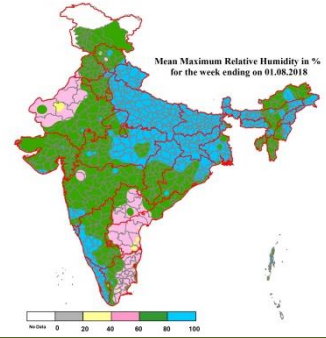 Mean Maximum Relative Humidity in %
for the week ending on 01.08.2018
No Data 0 20 40 60 80 100